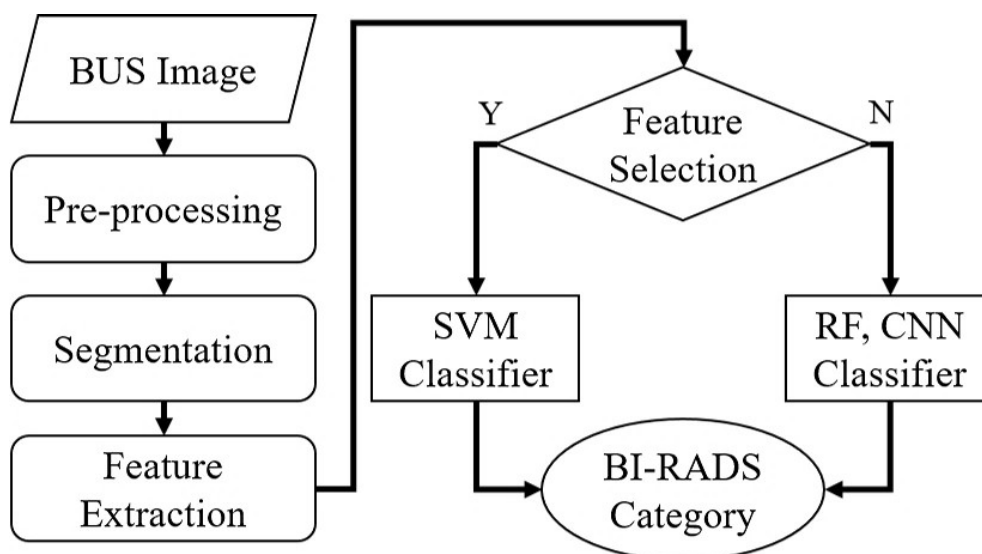 BUS Image
Pre-processing
Segmentation
Feature
Extraction
Feature
Selection
Y
N
SVM
Classifier
RF, CNN
Classifier
BI-RADS
Category